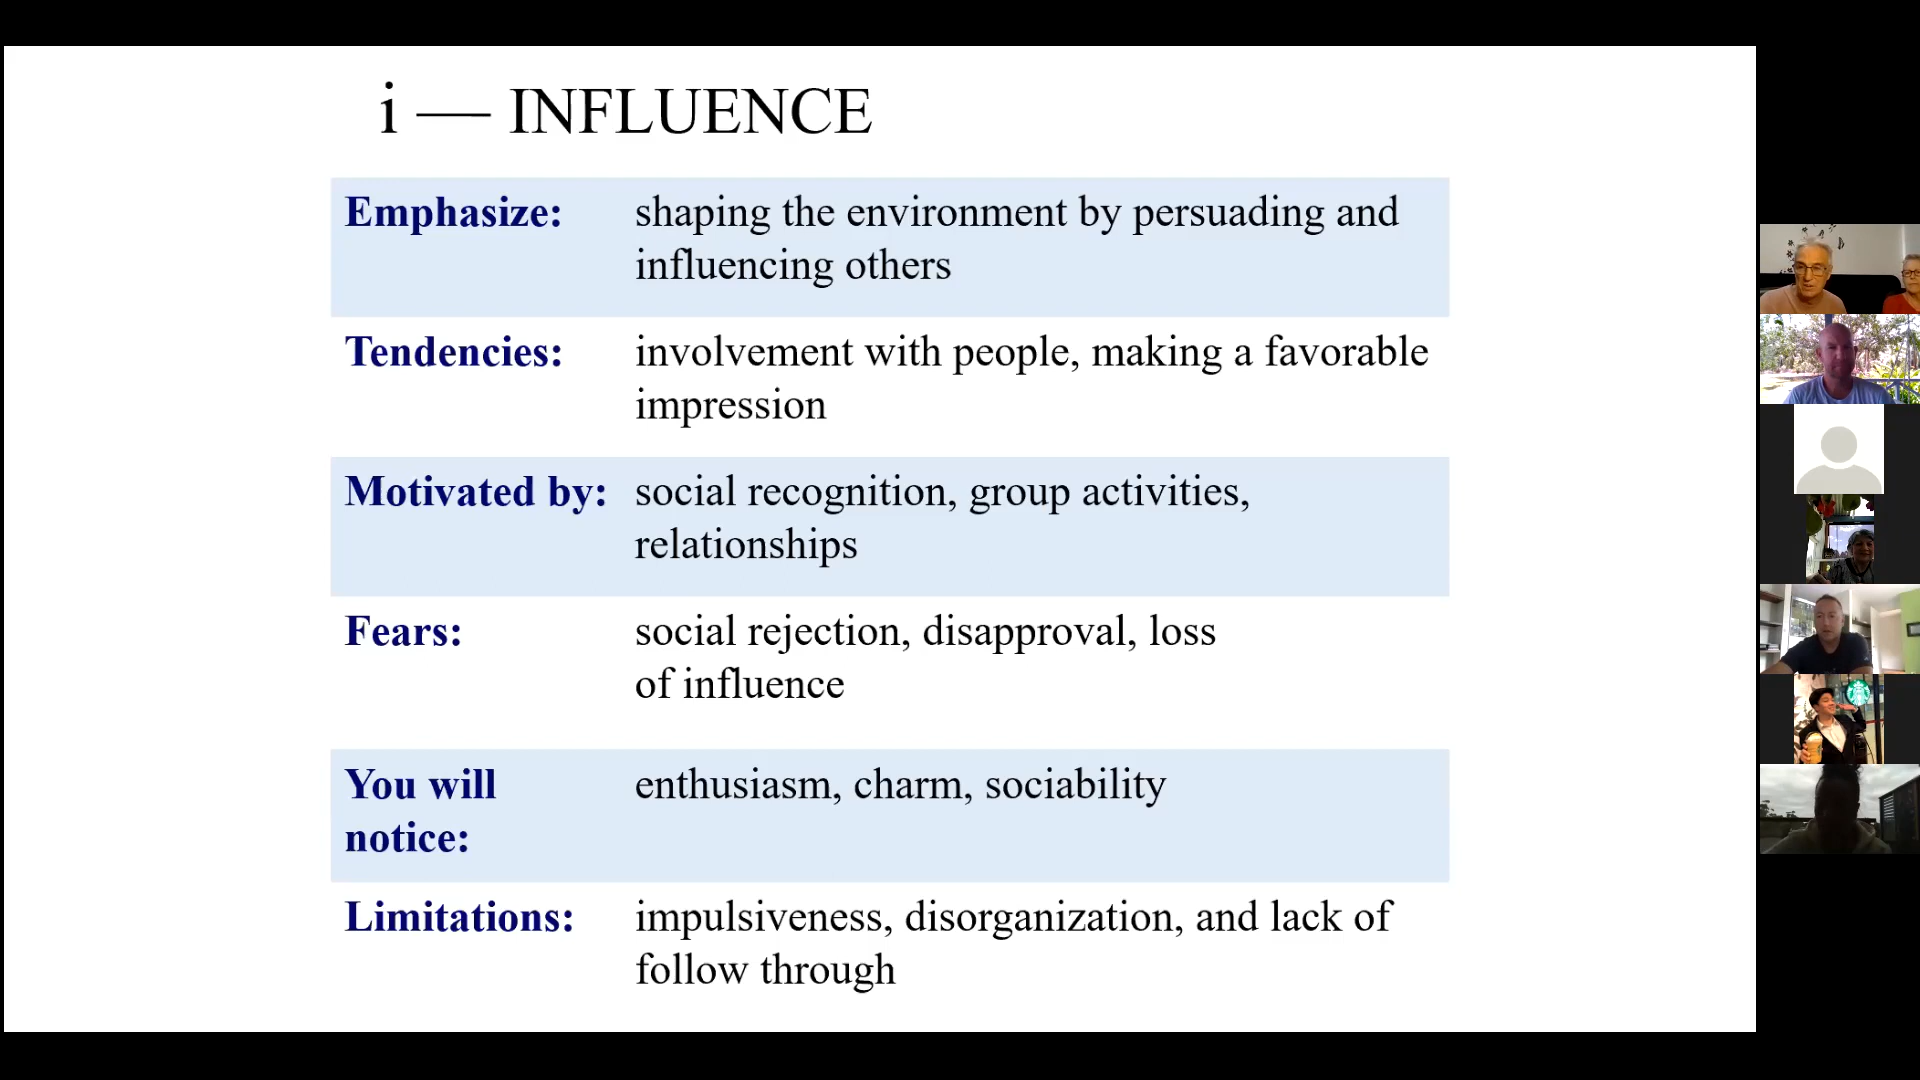 i — INFLUENCE
Emphasize: shaping the environment by persuading and
influencing others
Tendencies: involvement with people, making a favorable
impression
Motivated by: social recognition, group activities,
relationships
Fears: social rejection, disapproval, loss
of influence
You will enthusiasm, charm, sociability
notice:
Limitations: impulsiveness, disorganization, and lack of
follow through